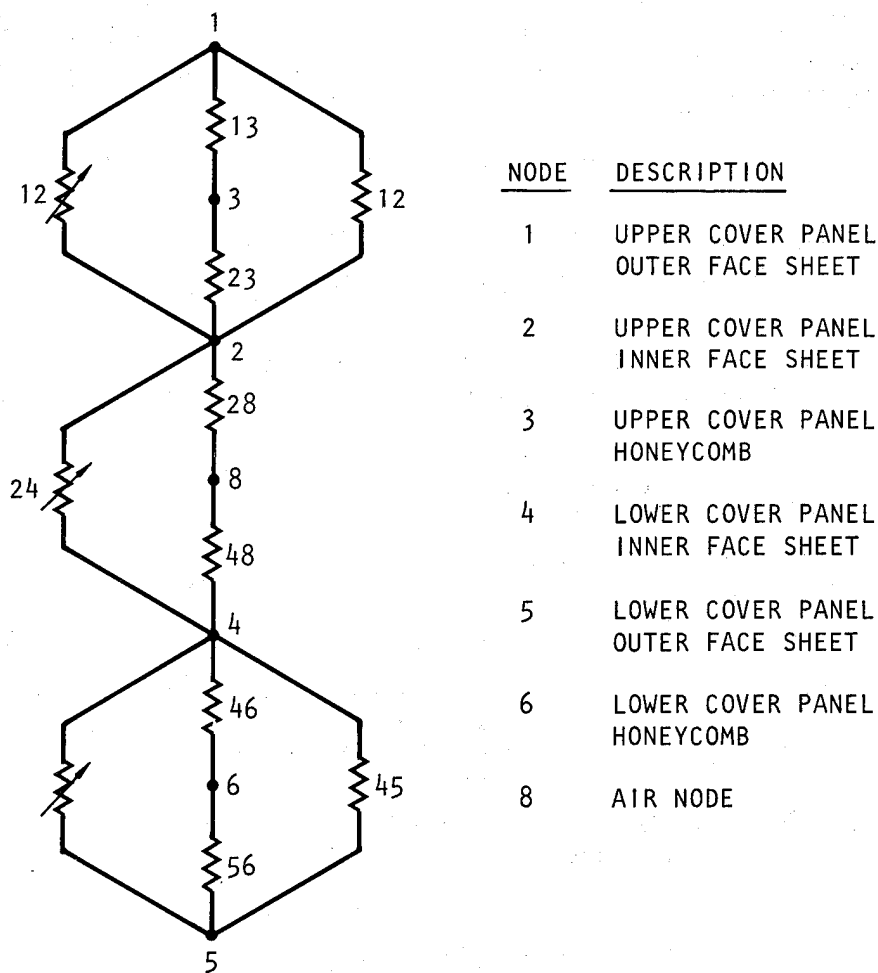 1
13
12
3
12
23
2
28
24
8
48
4
46
6
45
56
5
NODE DESCRIPTION
1 UPPER COVER PANEL
OUTER FACE SHEET
2 UPPER COVER PANEL
INNER FACE SHEET
3 UPPER COVER PANEL
HONEYCOMB
4 LOWER COVER PANEL
INNER FACE SHEET
5 LOWER COVER PANEL
OUTER FACE SHEET
6 LOWER COVER PANEL
HONEYCOMB
8 AIR NODE